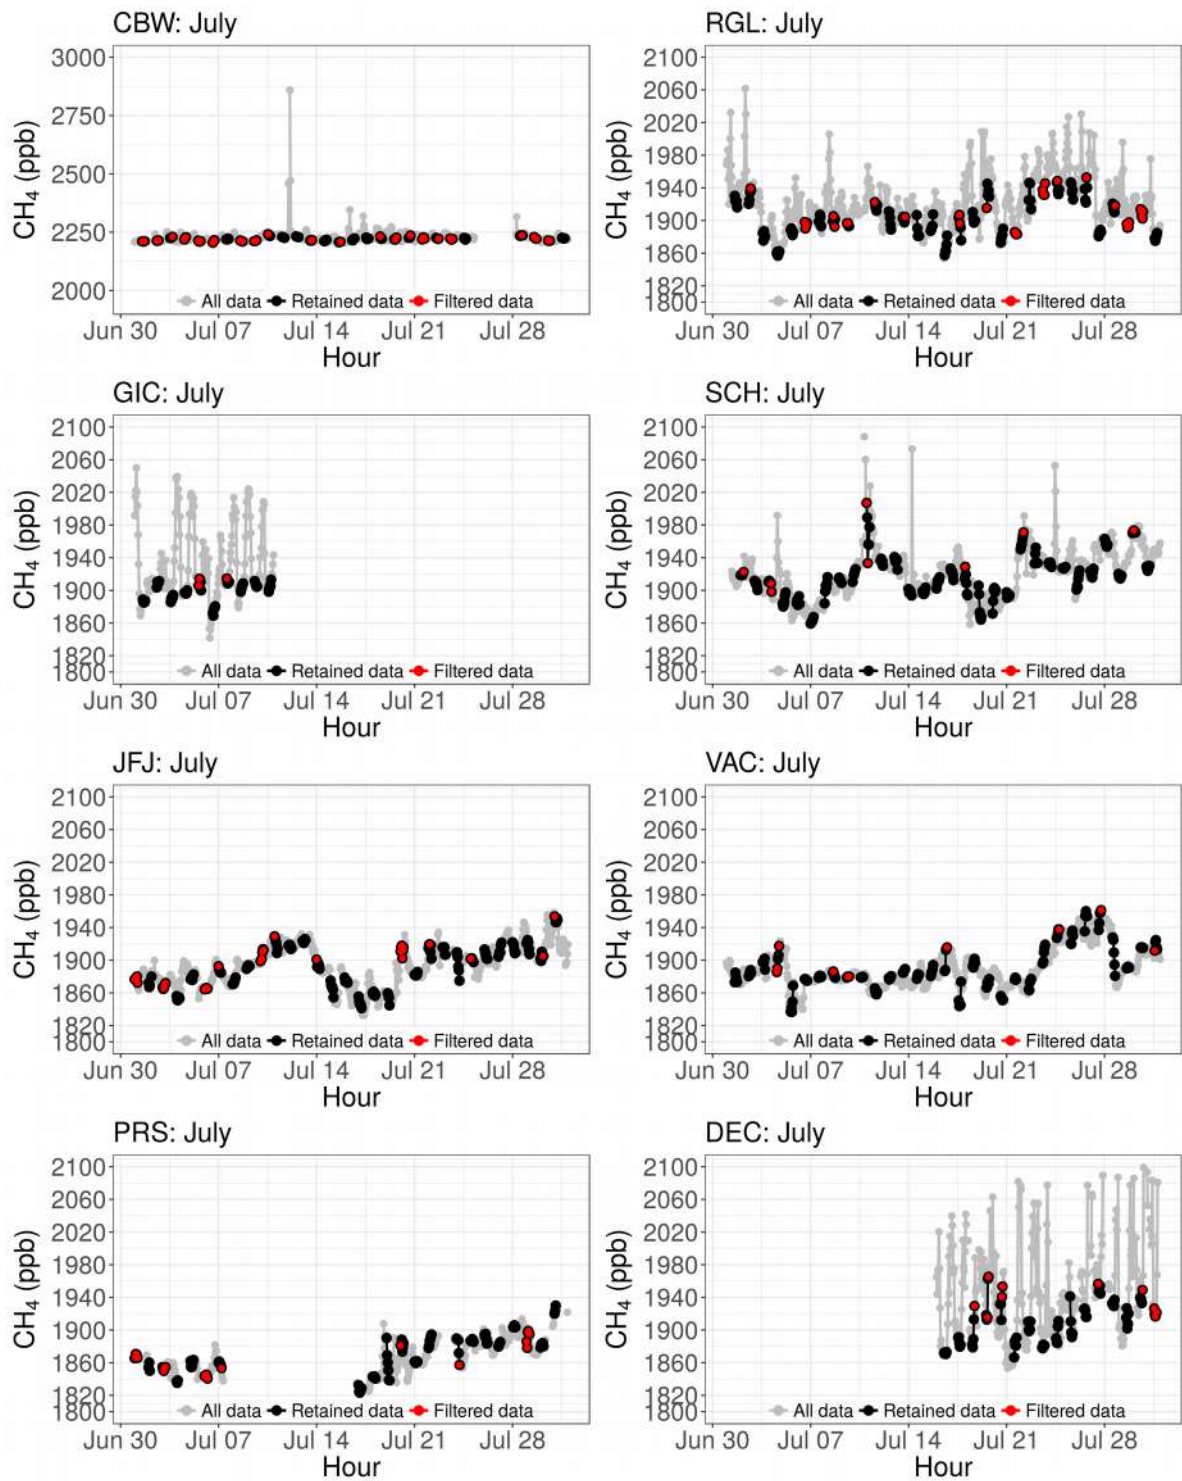 CBW: July
3000
2750
2500
2250
2000
CH₄ (ppb)
All data Retained data Filtered data
Jun 30 Jul 07 Jul 14 Jul 21 Jul 28
Hour
RGL: July
2100
2060
2020
1980
1940
1900
1860
1820
1800
CH₄ (ppb)
All data Retained data Filtered data
Jun 30 Jul 07 Jul 14 Jul 21 Jul 28
Hour
GIC: July
2100
2060
2020
1980
1940
1900
1860
1820
1800
CH₄ (ppb)
All data Retained data Filtered data
Jun 30 Jul 07 Jul 14 Jul 21 Jul 28
Hour
SCH: July
2100
2060
2020
1980
1940
1900
1860
1820
1800
CH₄ (ppb)
All data Retained data Filtered data
Jun 30 Jul 07 Jul 14 Jul 21 Jul 28
Hour
JFJ: July
2100
2060
2020
1980
1940
1900
1860
1820
1800
CH₄ (ppb)
All data Retained data Filtered data
Jun 30 Jul 07 Jul 14 Jul 21 Jul 28
Hour
VAC: July
2100
2060
2020
1980
1940
1900
1860
1820
1800
CH₄ (ppb)
All data Retained data Filtered data
Jun 30 Jul 07 Jul 14 Jul 21 Jul 28
Hour
PRS: July
2100
2060
2020
1980
1940
1900
1860
1820
1800
CH₄ (ppb)
All data Retained data Filtered data
Jun 30 Jul 07 Jul 14 Jul 21 Jul 28
Hour
DEC: July
2100
2060
2020
1980
1940
1900
1860
1820
1800
CH₄ (ppb)
All data Retained data Filtered data
Jun 30 Jul 07 Jul 14 Jul 21 Jul 28
Hour